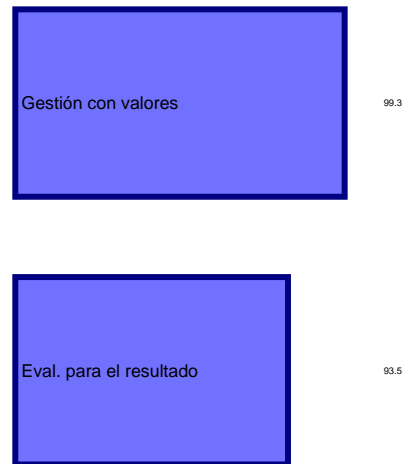 Gestión con valores
99.3
Eval. para el resultado
93.5